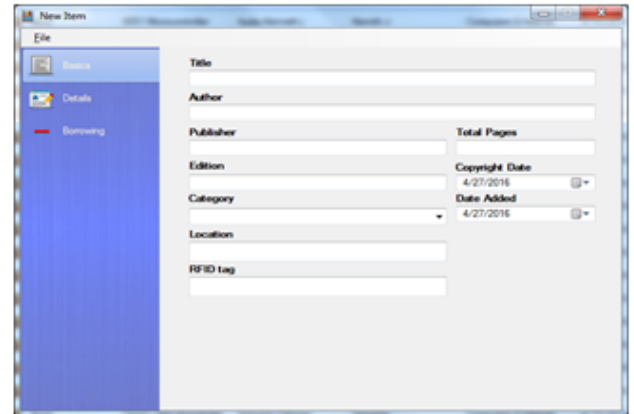 New Item
File
Basics
Details
Borrowing
Title
Author
Publisher
Total Pages
Edition
Copyright Date
4/27/2016
Category
Date Added
4/27/2016
Location
RFID tag